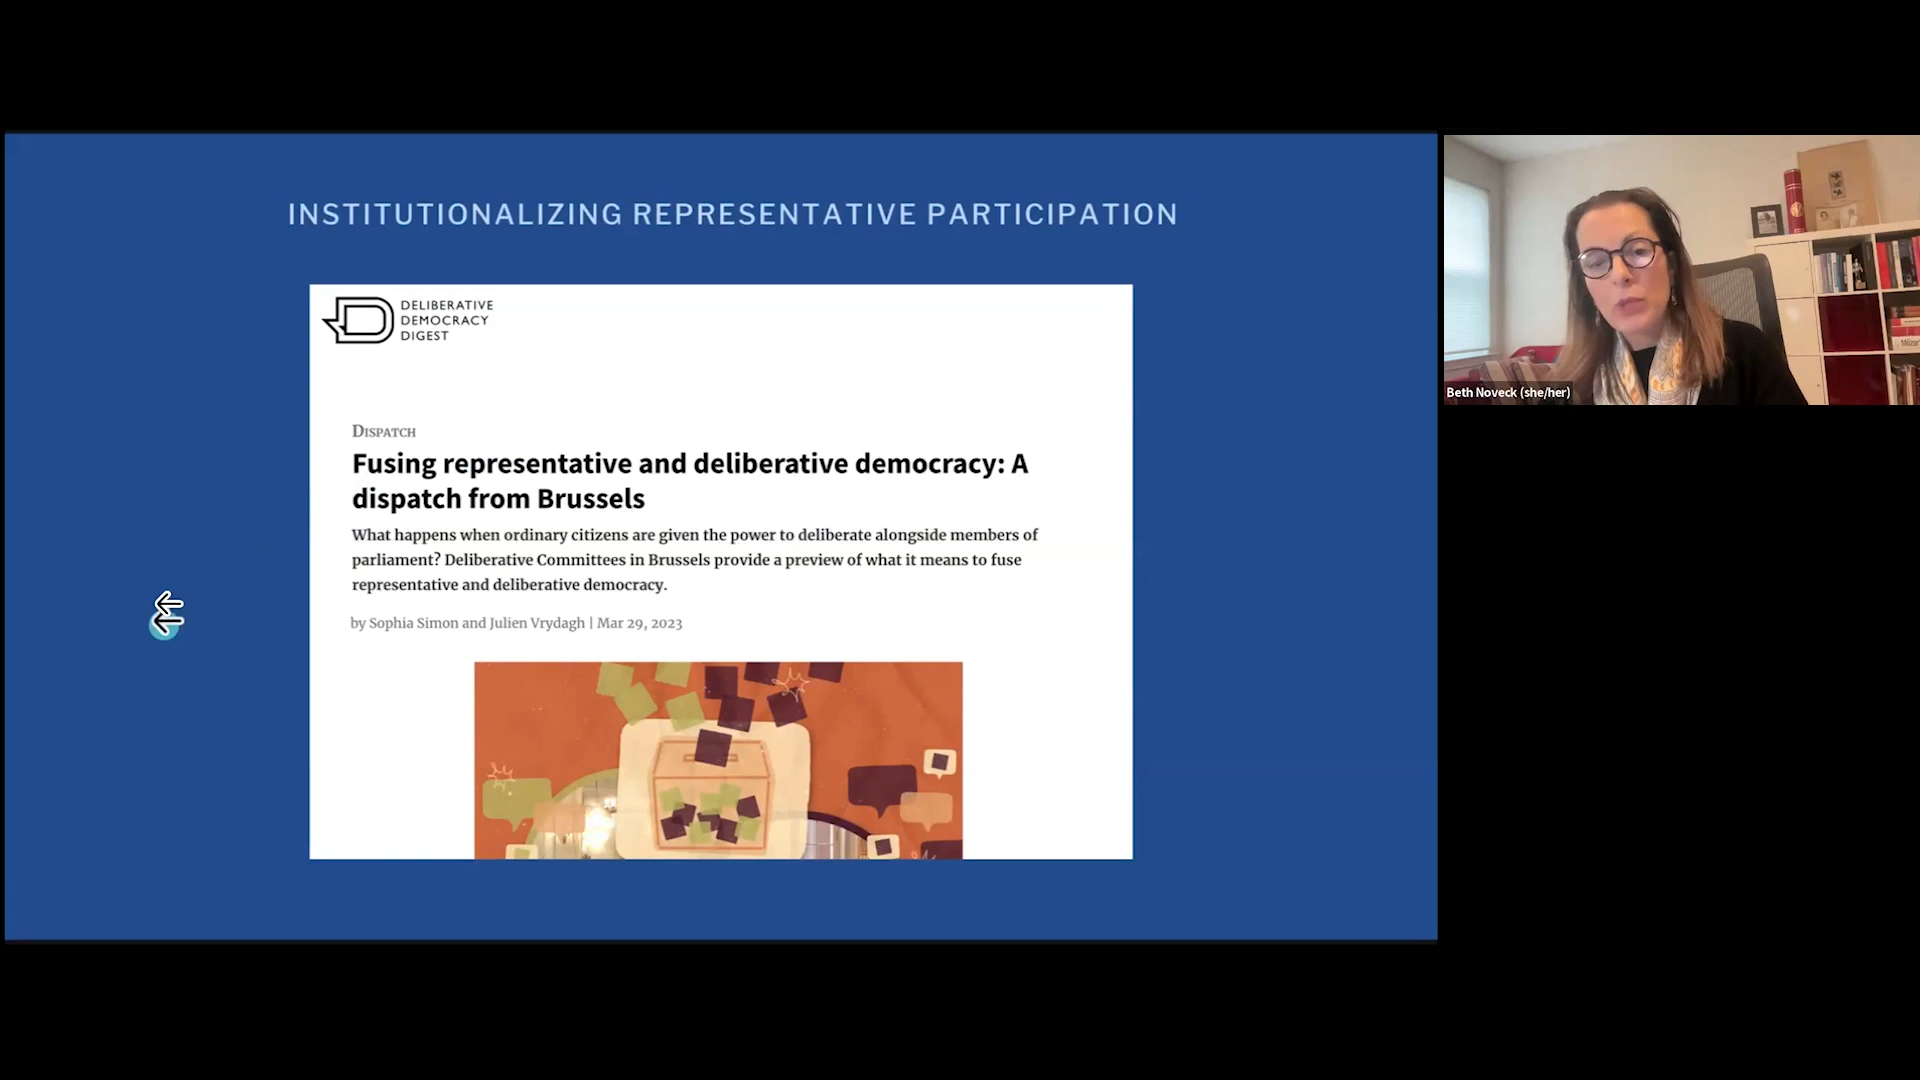 INSTITUTIONALIZING REPRESENTATIVE PARTICIPATION
DELIBERATIVE
DEMOCRACY
DIGEST
DISPATCH
Fusing representative and deliberative democracy: A
dispatch from Brussels
What happens when ordinary citizens are given the power to deliberate alongside members of
parliament? Deliberative Committees in Brussels provide a preview of what it means to fuse
representative and deliberative democracy.
by Sophia Simon and Julien Vrydagh | Mar 29, 2023
Beth Noveck (she/her)